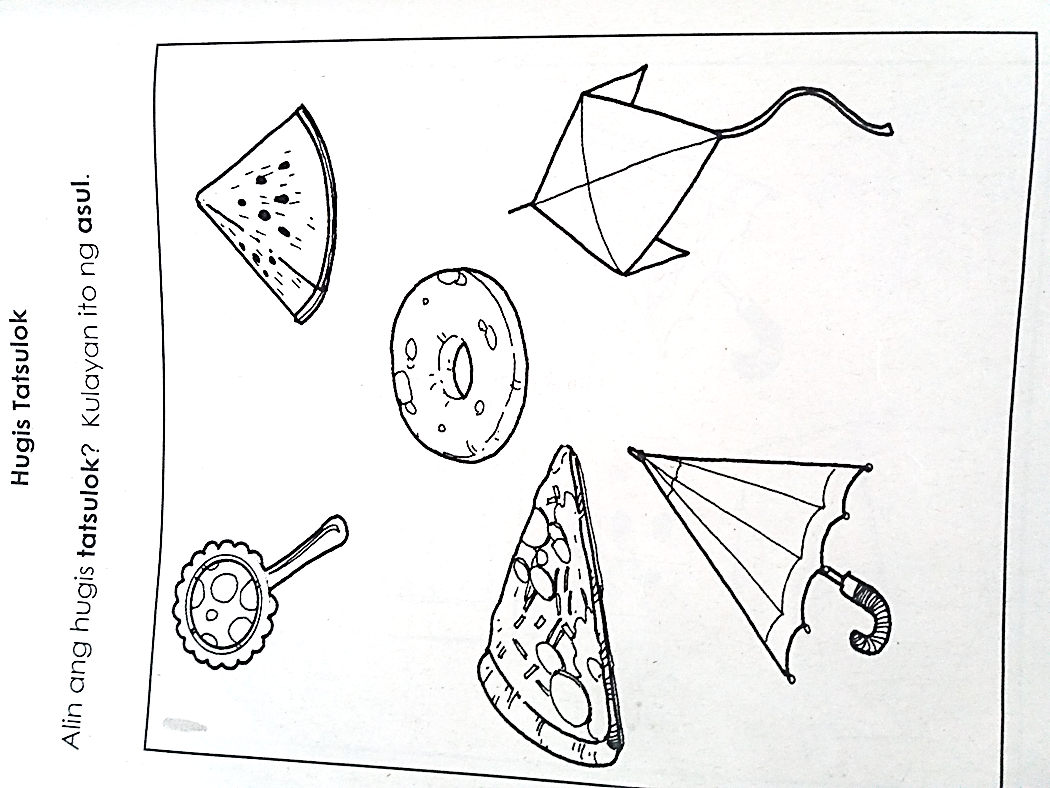 Hugis Tatsulok
Alin ang hugis tatsulok? Kulayan ito ng asul.